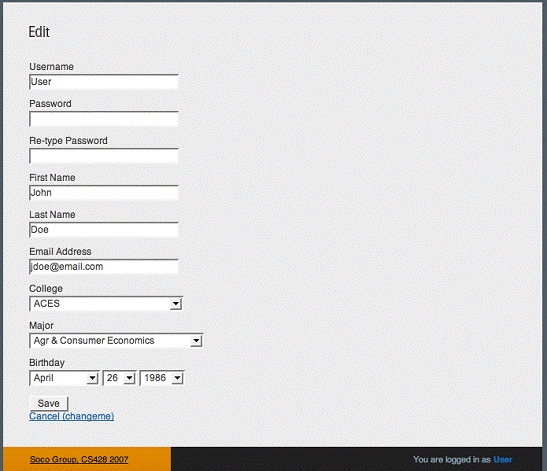 Edit
Username
User
Password
Re-type Password
First Name
John
Last Name
Doe
Email Address
jdoe@email.com
College
ACES
Major
Agr & Consumer Economics
Birthday
April 26 1986
Save
Cancel (changeme)
Soco Group, CS428 2007 You are logged in as User